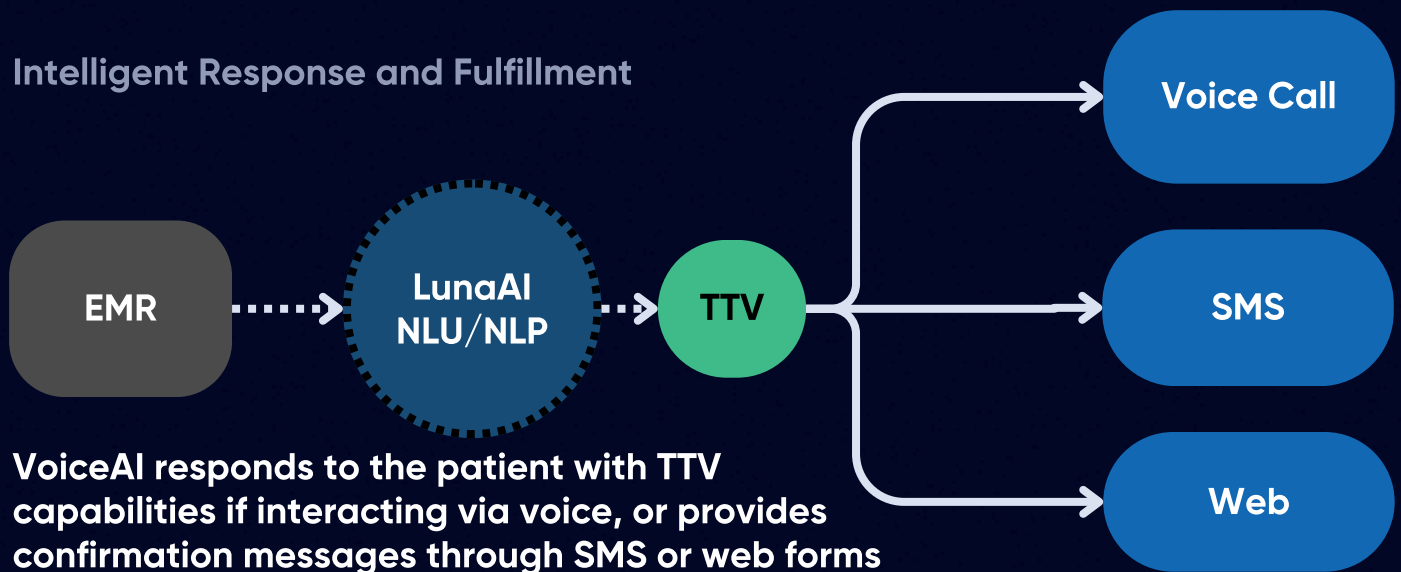 Intelligent Response and Fulfillment
Voice Call
EMR
LunaAI
NLU/NLP
TTV
SMS
Web
VoiceAI responds to the patient with TTV
capabilities if interacting via voice, or provides
confirmation messages through SMS or web forms